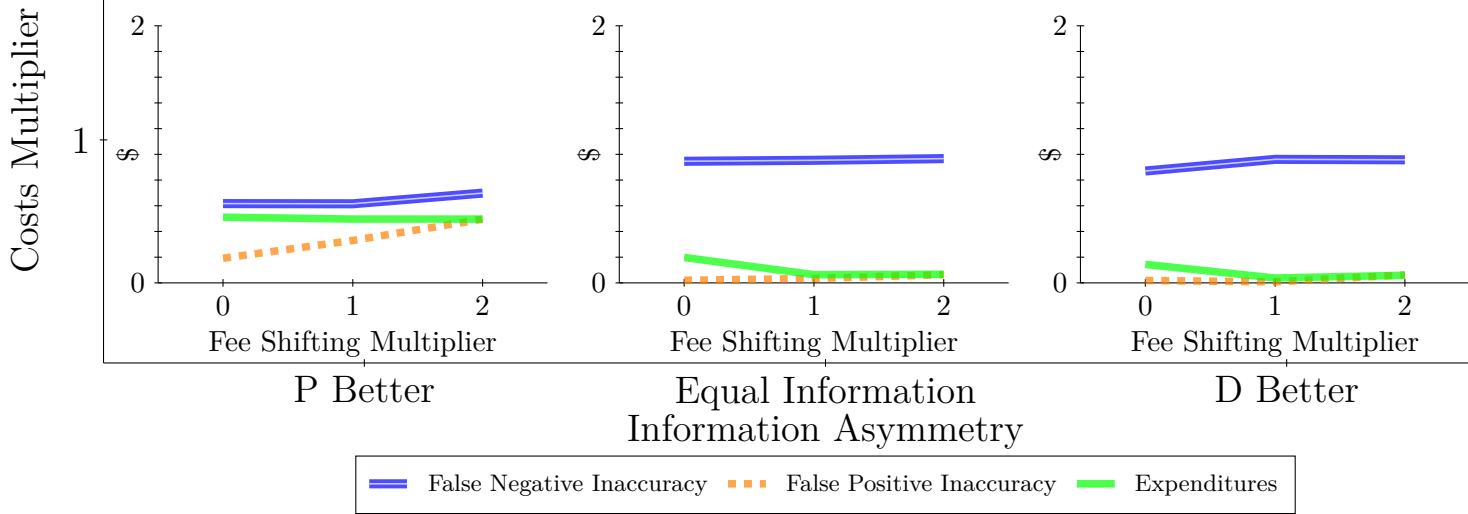 Costs Multiplier
1
2
$
0
0 1 2
Fee Shifting Multiplier
2
$
0
0 1 2
Fee Shifting Multiplier
2
$
0
0 1 2
Fee Shifting Multiplier
P Better
Equal Information
D Better
Information Asymmetry
False Negative Inaccuracy
False Positive Inaccuracy
Expenditures